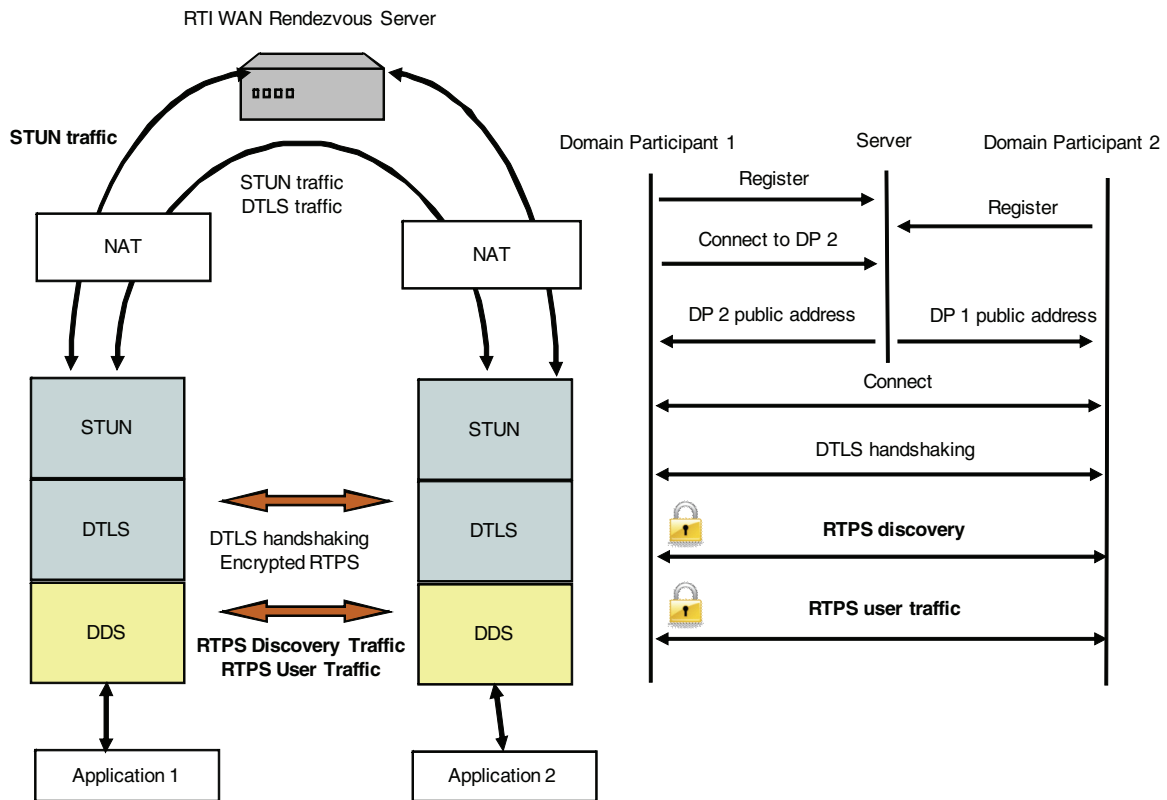 RTI WAN Rendezvous Server
STUN traffic
STUN traffic
DTLS traffic
NAT
NAT
STUN
STUN
DTLS
DTLS
DTLS handshaking
Encrypted RTPS
DDS
DDS
RTPS Discovery Traffic
RTPS User Traffic
Application 1
Application 2
Domain Participant 1
Server
Domain Participant 2
Register
Register
Connect to DP 2
DP 2 public address
DP 1 public address
Connect
DTLS handshaking
RTPS discovery
RTPS user traffic